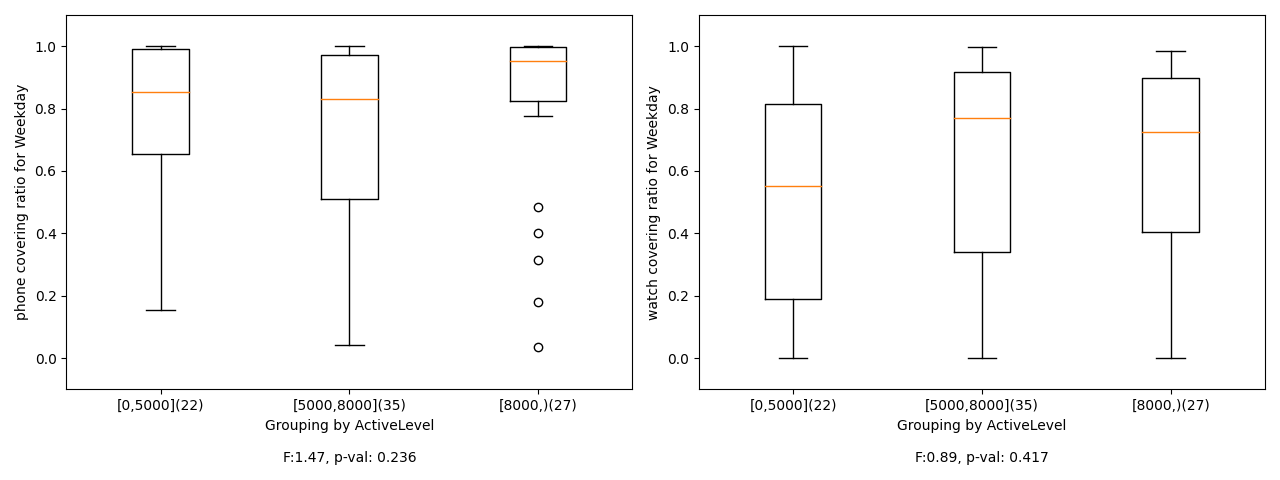 phone covering ratio for Weekday
1.0
0.8
0.6
0.4
0.2
0.0
[0,5000](22) [5000,8000](35) [8000,)(27)
Grouping by ActiveLevel
F:1.47, p-val: 0.236
watch covering ratio for Weekday
1.0
0.8
0.6
0.4
0.2
0.0
[0,5000](22) [5000,8000](35) [8000,)(27)
Grouping by ActiveLevel
F:0.89, p-val: 0.417